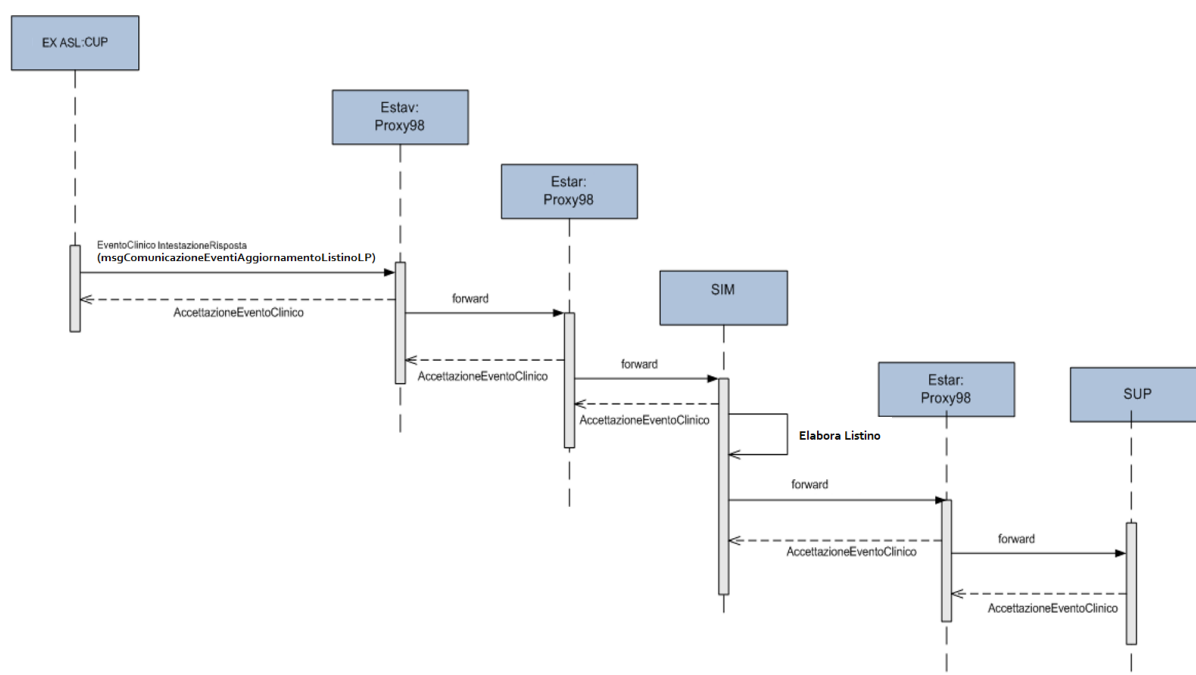 EX ASL:CUP
Estav:
Proxy98
Estar:
Proxy98
EventoClinico IntestazioneRisposta
(msgComunicazioneEventiAggiornamentoListinoLP)
SIM
forward
AccettazioneEventoClinico
forward
AccettazioneEventoClinico
Estar:
Proxy98
SUP
AccettazioneEventoClinico
Elabora Listino
forward
AccettazioneEventoClinico
forward
AccettazioneEventoClinico